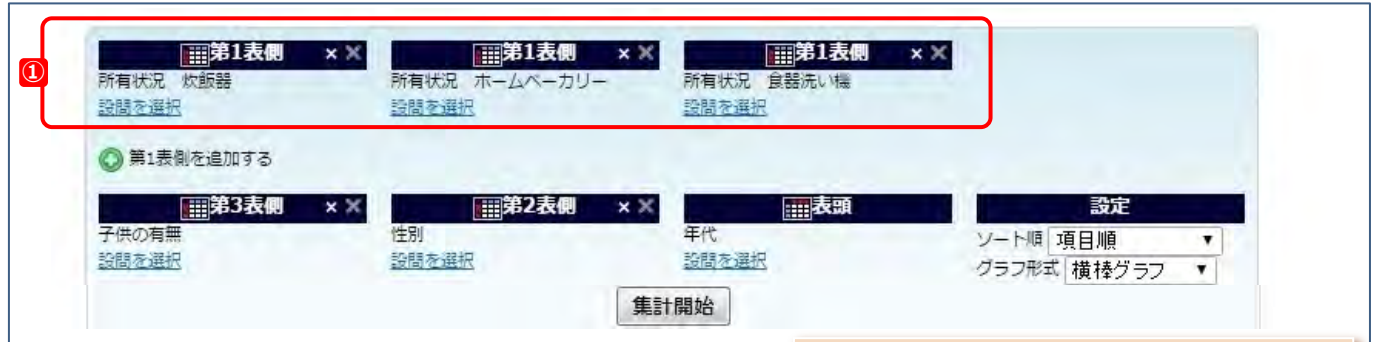 ①
第1表側 × ×
第1表側 × ×
第1表側 × ×
所有状況 炊飯器
所有状況 ホームベーカリー
所有状況 食器洗い機
設問を選択
設問を選択
設問を選択
第1表側を追加する
第3表側 × ×
第2表側 × ×
表頭
設定
子供の有無
性別
年代
ソート順 項目順 ▼
設問を選択
設問を選択
設問を選択
グラフ形式 横棒グラフ ▼
集計開始